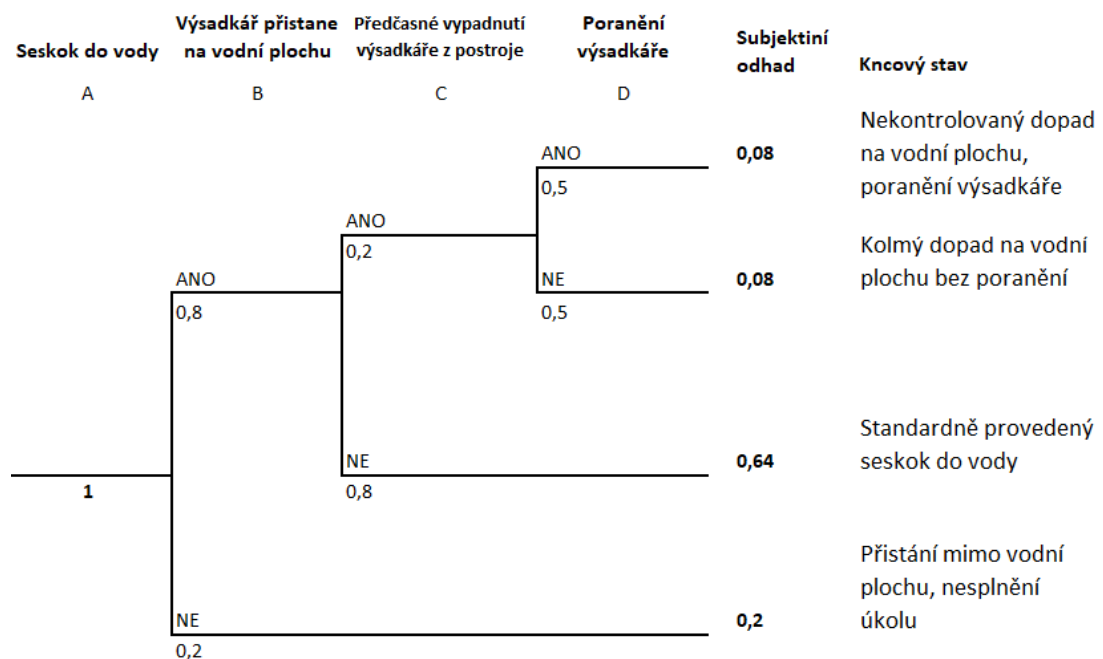 Seskok do vody
A
Výsadkář přistane
na vodní plochu
B
Předčasné vypadnutí
výsadkáře z postroje
C
Poranění
výsadkáře
D
Subjektiní
odhad
Kncový stav
ANO
0,5
0,08
Nekontrolovaný dopad
na vodní plochu,
poranění výsadkáře
ANO
0,2
NE
0,5
0,08
Kolmý dopad na vodní
plochu bez poranění
ANO
0,8
NE
0,8
0,64
Standardně provedený
seskok do vody
1
NE
0,2
0,2
Přistání mimo vodní
plochu, nesplnění
úkolu